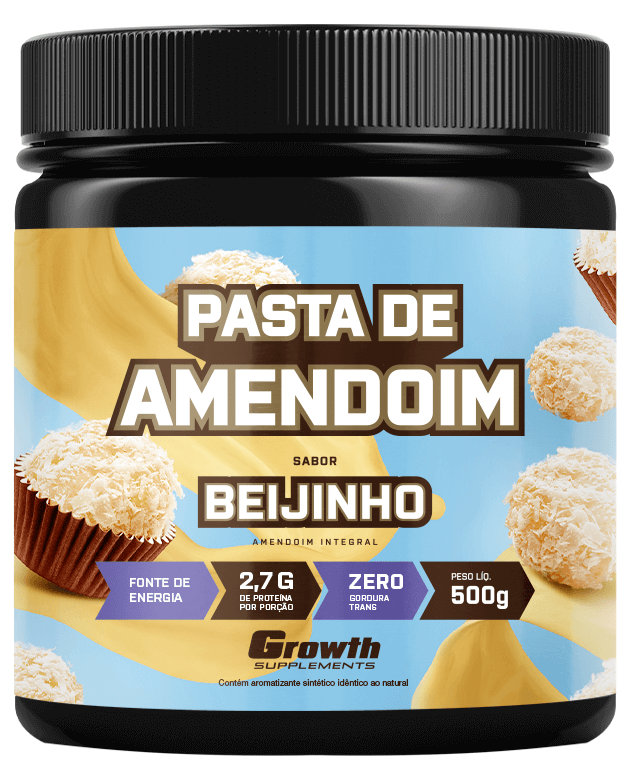 PASTA DE
AMENDOIM
SABOR
BEIJINHO
AMENDOIM INTEGRAL
FONTE DE
ENERGIA
2,7 G
DE PROTEÍNA
POR PORÇÃO
ZERO
GORDURA
TRANS
PESO LÍQ.
500g
Growth
SUPPLEMENTS
Contém aromatizante sintético idêntico ao natural